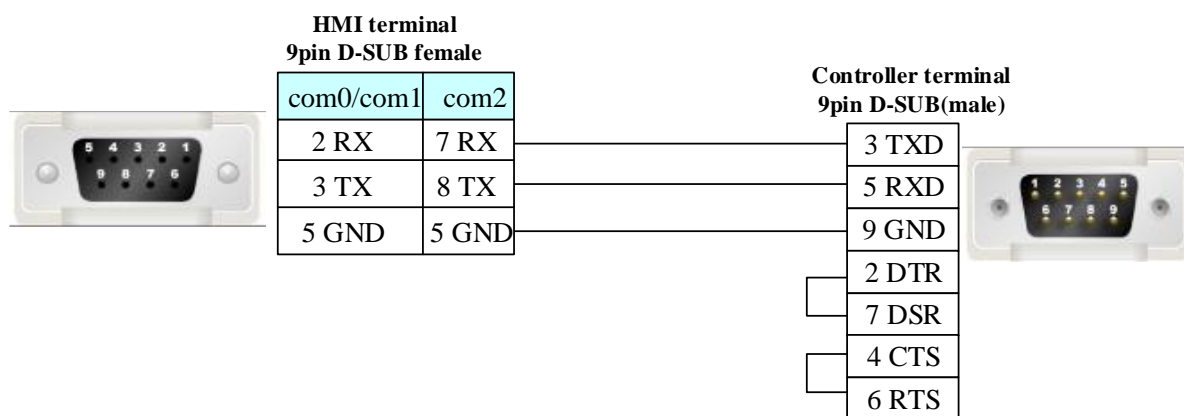 HMI terminal
9pin D-SUB female
com0/com1 com2
2 RX 7 RX
3 TX 8 TX
5 GND 5 GND
5 4 3 2 1
9 8 7 6
Controller terminal
9pin D-SUB(male)
3 TXD
5 RXD
9 GND
2 DTR
7 DSR
4 CTS
6 RTS
1 2 3 4 5
6 7 8 9